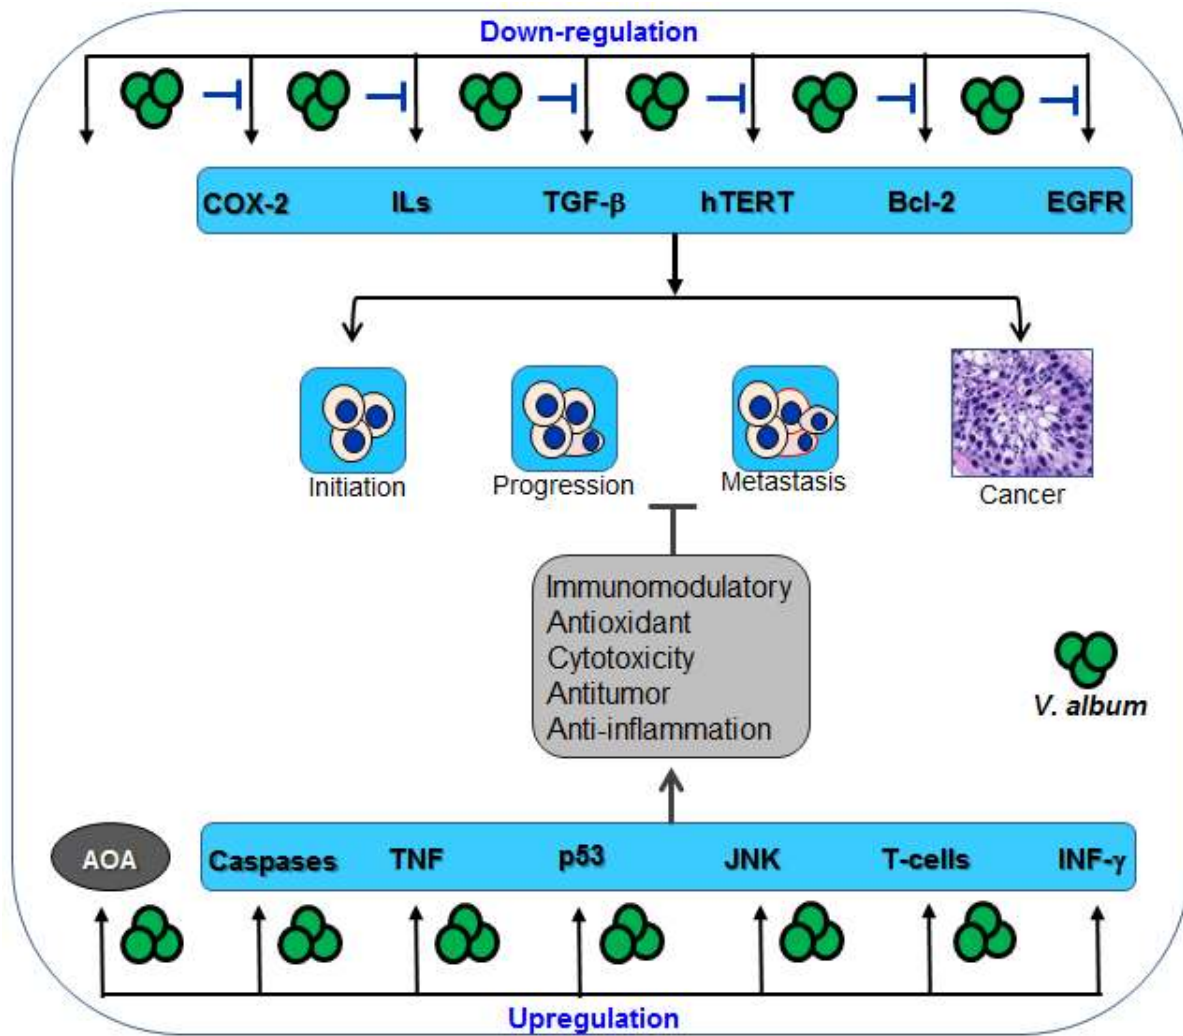 Down-regulation
COX-2 ILs TGF-β hTERT Bcl-2 EGFR
Initiation Progression Metastasis Cancer
Immunomodulatory
Antioxidant
Cytotoxicity
Antitumor
Anti-inflammation
V. album
AOA Caspases TNF p53 JNK T-cells INF-γ
Upregulation